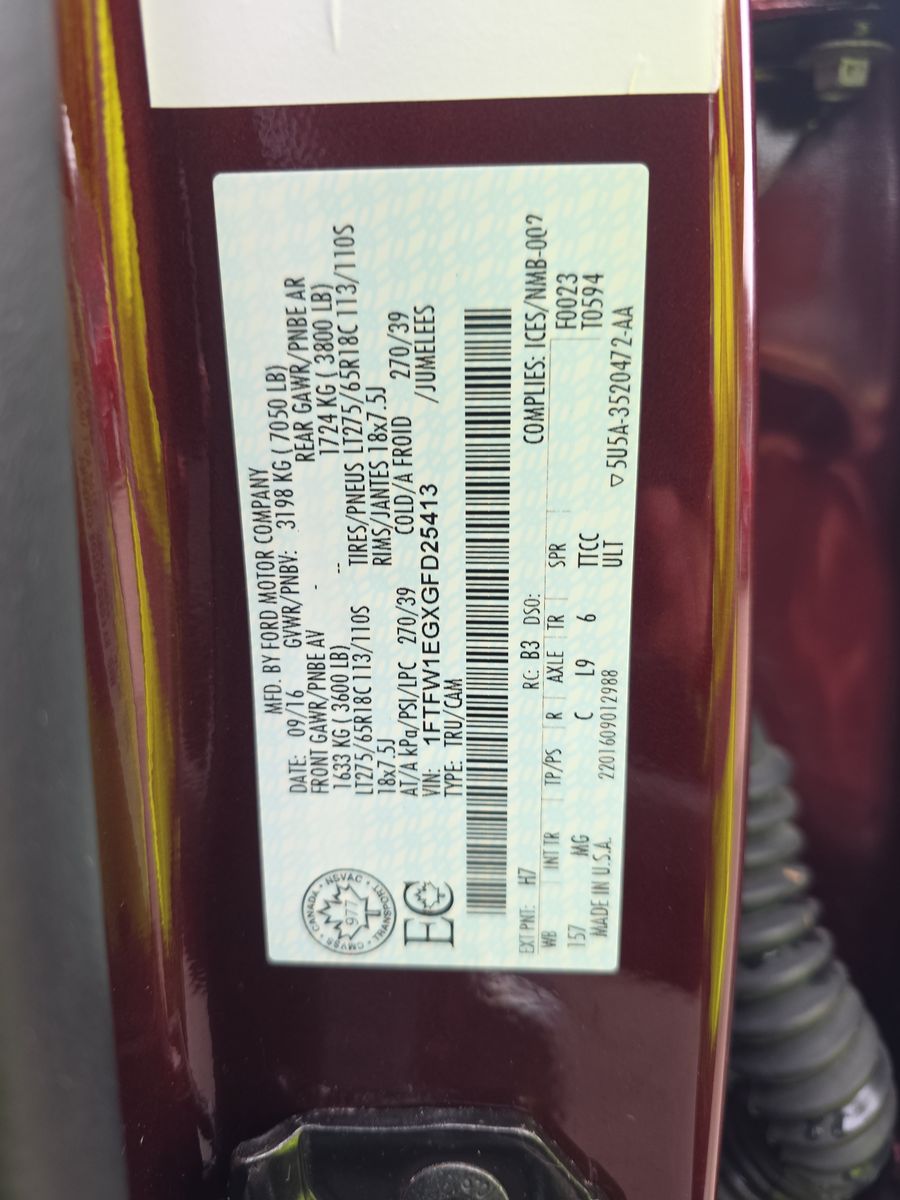 MFD. BY FORD MOTOR COMPANY
DATE: 09/16 GVWR/PNBV: 3198 KG ( 7050 LB)
FRONT GAWR/PNBE AV - REAR GAWR/PNBE AR
1633 KG ( 3600 LB) -- 1724 KG ( 3800 LB)
LT275/65R18C 113/110S TIRES/PNEUS LT275/65R18C 113/110S
18x7.5J RIMS/JANTES 18x7.5J
AT/A kPa/PSI/LPC 270/39 COLD/A FROID 270/39
VIN: 1FTFW1EGXGFD25413 /JUMELEES
TYPE: TRU/CAM
CANADA • NSVAC • TRANSPORT • CMVSS
977
EC
EXT PNT: H7 RC: B3 DSO: COMPLIES: ICES/NMB-002
WB INT TR TP/PS R AXLE TR SPR F0023
157 MG C L9 6 TTCC T0594
MADE IN U.S.A. 2201609012988 ULT ▽5U5A-3520472-AA